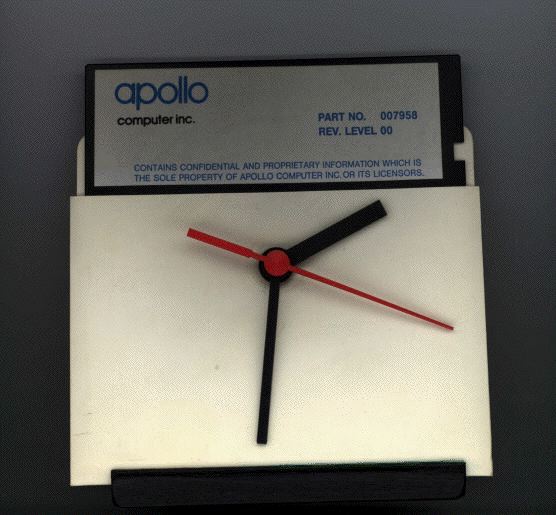 apollo
computer inc.
PART NO. 007958
REV. LEVEL 00
CONTAINS CONFIDENTIAL AND PROPRIETARY INFORMATION WHICH IS
THE SOLE PROPERTY OF APOLLO COMPUTER INC. OR ITS LICENSORS.